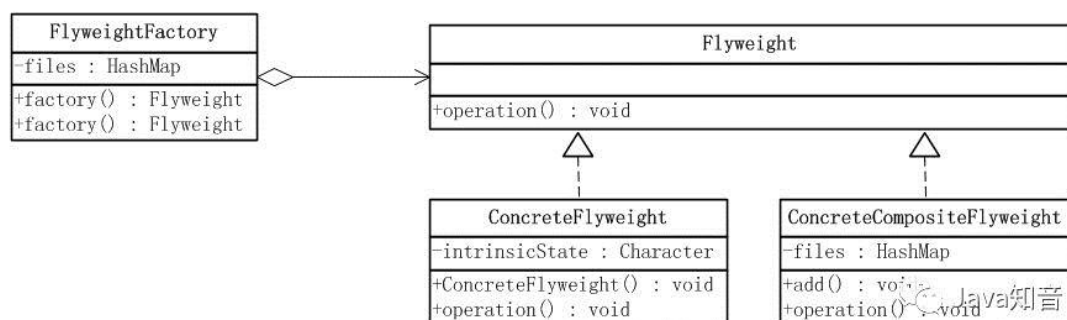 FlyweightFactory
-files : HashMap
+factory() : Flyweight
+factory() : Flyweight
Flyweight
+operation() : void
ConcreteFlyweight
-intrinsicState : Character
+ConcreteFlyweight() : void
+operation() : void
ConcreteCompositeFlyweight
-files : HashMap
+add() : void
+operation() : void
Java知音